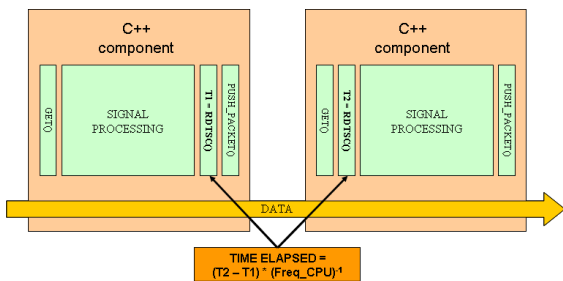 C++
component
GET()
SIGNAL
PROCESSING
T1 = RDTSC()
PUSH_PACKET()
C++
component
GET()
T2 = RDTSC()
SIGNAL
PROCESSING
PUSH_PACKET()
DATA
TIME ELAPSED =
(T2 – T1) * (Freq_CPU)⁻¹